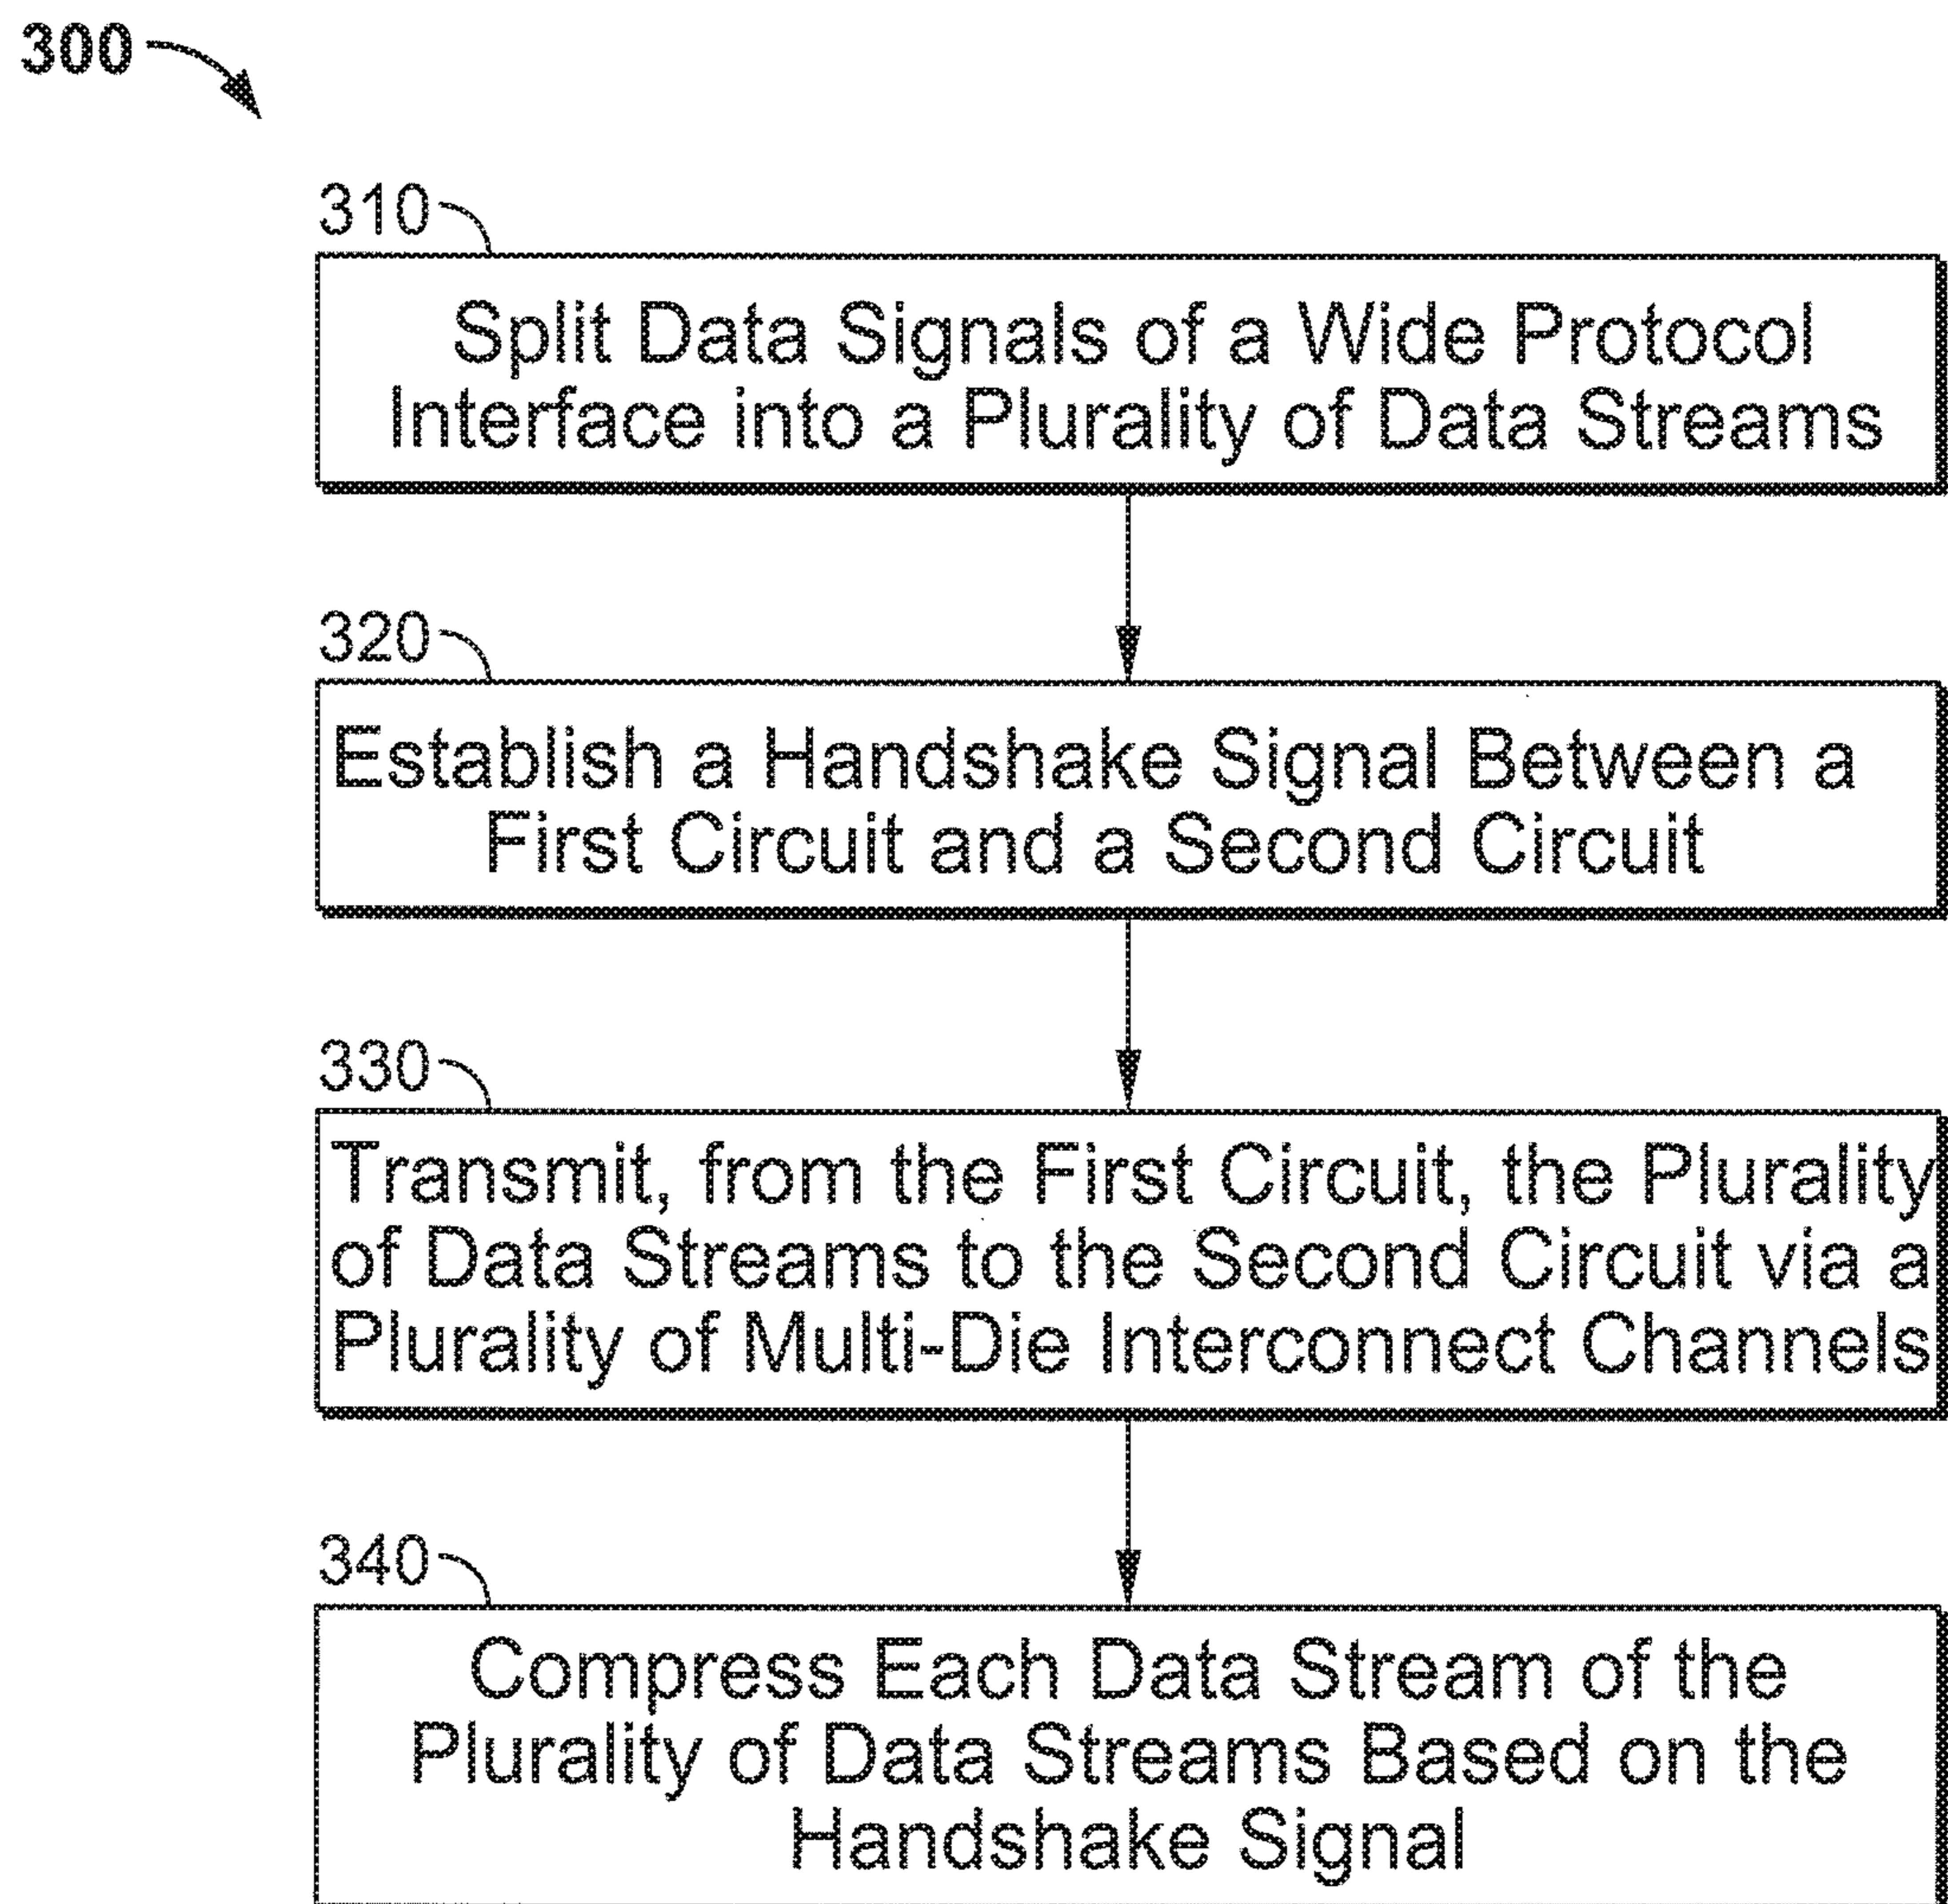 300
310
Split Data Signals of a Wide Protocol
Interface into a Plurality of Data Streams
320
Establish a Handshake Signal Between a
First Circuit and a Second Circuit
330
Transmit, from the First Circuit, the Plurality
of Data Streams to the Second Circuit via a
Plurality of Multi-Die Interconnect Channels
340
Compress Each Data Stream of the
Plurality of Data Streams Based on the
Handshake Signal